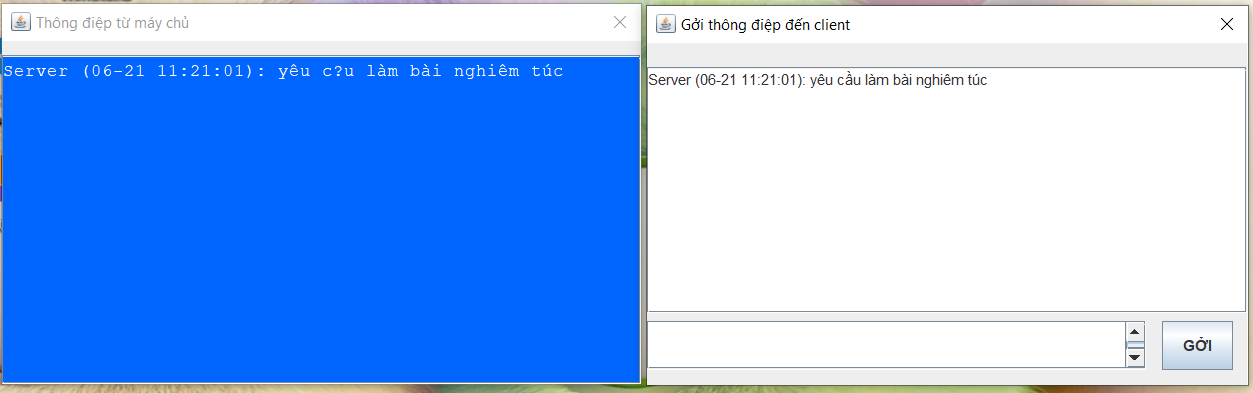 Thông điệp từ máy chủ
Server (06-21 11:21:01): yêu c?u làm bài nghiêm túc
Gởi thông điệp đến client
Server (06-21 11:21:01): yêu cầu làm bài nghiêm túc
GỞI